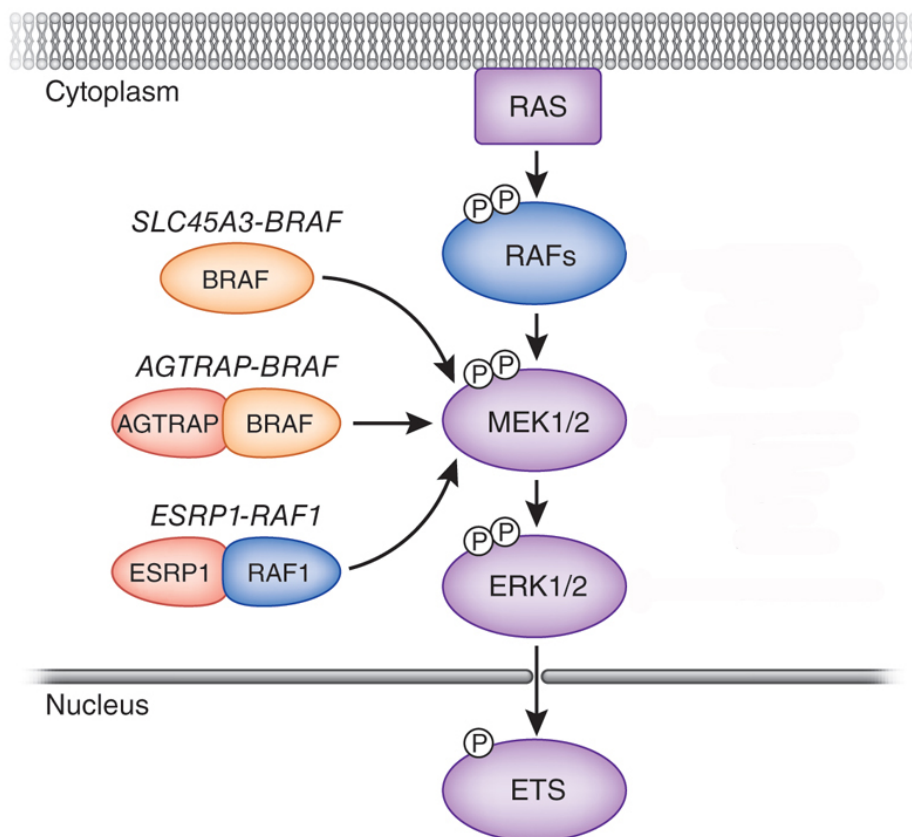 Cytoplasm
RAS
P P
RAFs
SLC45A3-BRAF
BRAF
P P
MEK1/2
AGTRAP-BRAF
AGTRAP BRAF
P P
ERK1/2
ESRP1-RAF1
ESRP1 RAF1
Nucleus
P
ETS